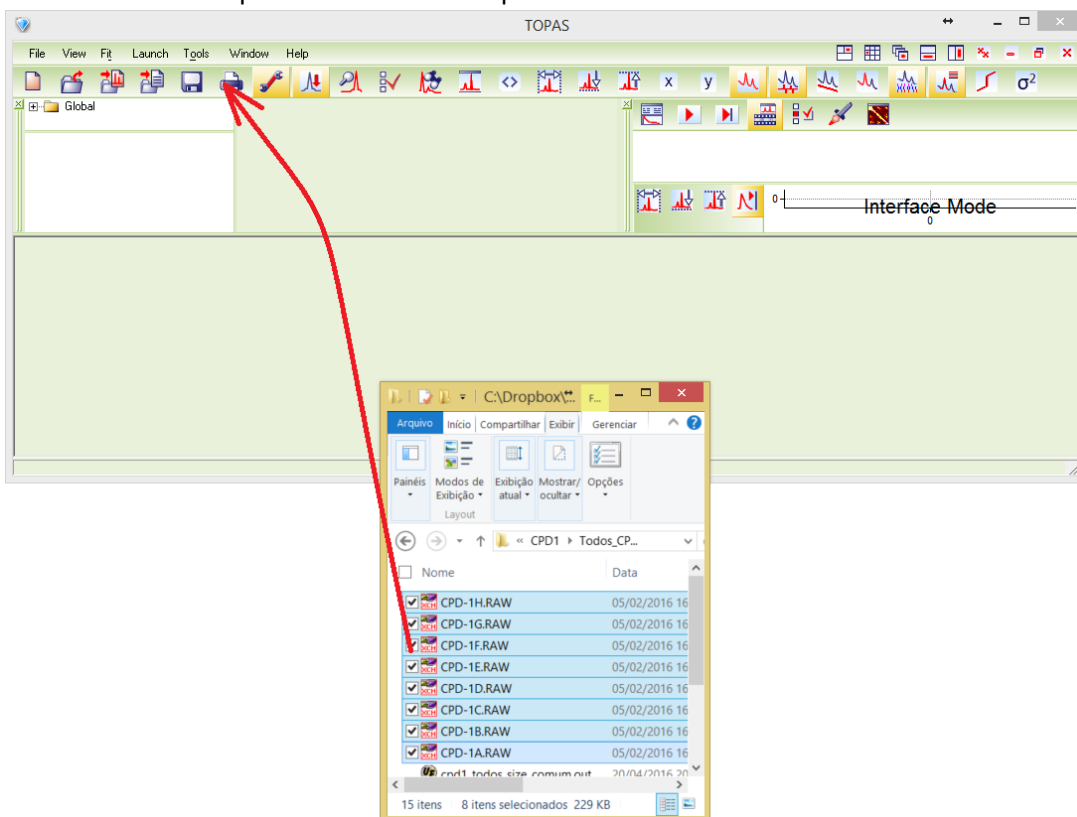 TOPAS
File View Fit Launch Tools Window Help
x y σ²
Global
0
Interface Mode
0
C:\Dropbox\... F...
Arquivo Início Compartilhar Exibir Gerenciar
Painéis Modos de Exibição Exibição atual Mostrar/ ocultar Opções
Layout
« CPD1 Todos_CP...
Nome Data
CPD-1H.RAW 05/02/2016 16
CPD-1G.RAW 05/02/2016 16
CPD-1F.RAW 05/02/2016 16
CPD-1E.RAW 05/02/2016 16
CPD-1D.RAW 05/02/2016 16
CPD-1C.RAW 05/02/2016 16
CPD-1B.RAW 05/02/2016 16
CPD-1A.RAW 05/02/2016 16
cpd1_todos_size_comum.out 20/04/2016 20
15 itens 8 itens selecionados 229 KB